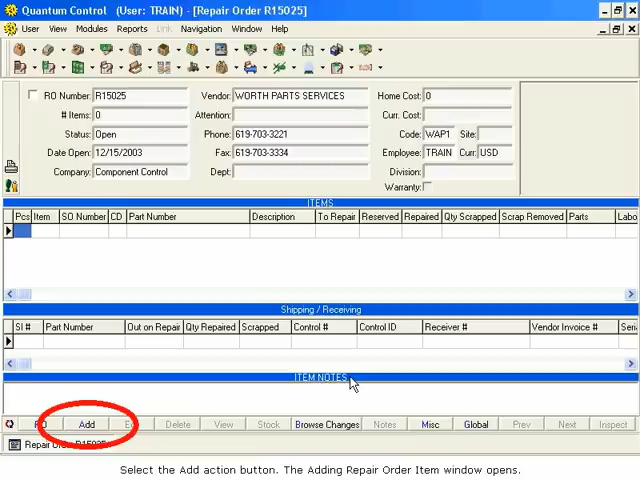 Quantum Control (User: TRAIN) - [Repair Order R15025]
User View Modules Reports Link Navigation Window Help
RO Number: R15025 Vendor: WORTH PARTS SERVICES Home Cost: 0
# Items: 0 Attention: Curr. Cost:
Status: Open Phone: 619-703-3221 Code: WAP1 Site:
Date Open: 12/15/2003 Fax: 619-703-3334 Employee: TRAIN Curr: USD
Company: Component Control Dept: Division:
Warranty:
ITEMS
Pcs Item SO Number CD Part Number Description To Repair Reserved Repaired Qty Scrapped Scrap Removed Parts Labo
Shipping / Receiving
SI # Part Number Out on Repair Qty Repaired Scrapped Control # Control ID Receiver # Vendor Invoice # Seri
ITEM NOTES
RO Add Delete View Stock Browse Changes Notes Misc Global Prev Next Inspect
Repair Order R15025
Select the Add action button. The Adding Repair Order Item window opens.